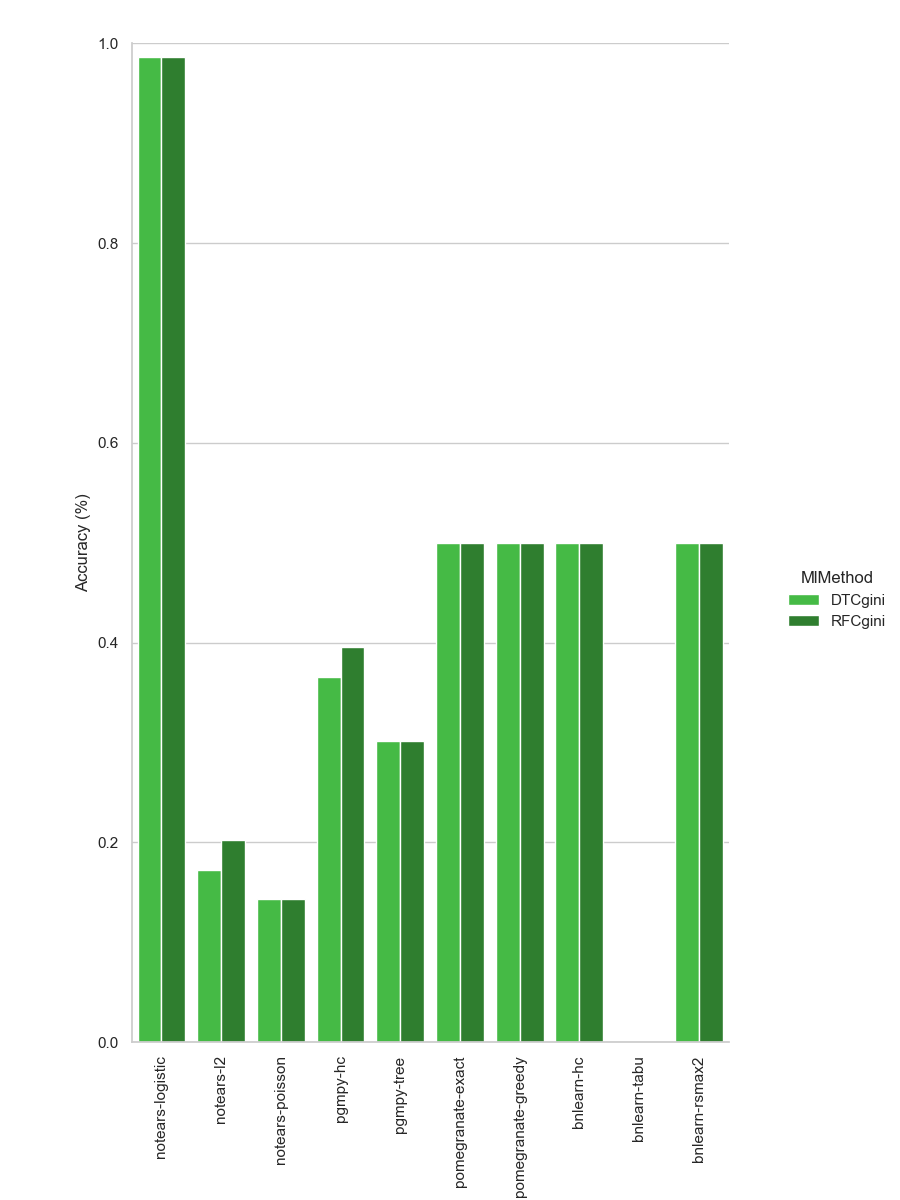 1.0
0.8
0.6
0.4
0.2
0.0
Accuracy (%)
notears-logistic
notears-l2
notears-poisson
pgmpy-hc
pgmpy-tree
pomegranate-exact
pomegranate-greedy
bnlearn-hc
bnlearn-tabu
bnlearn-rsmax2
MIMethod
DTCgini
RFCgini